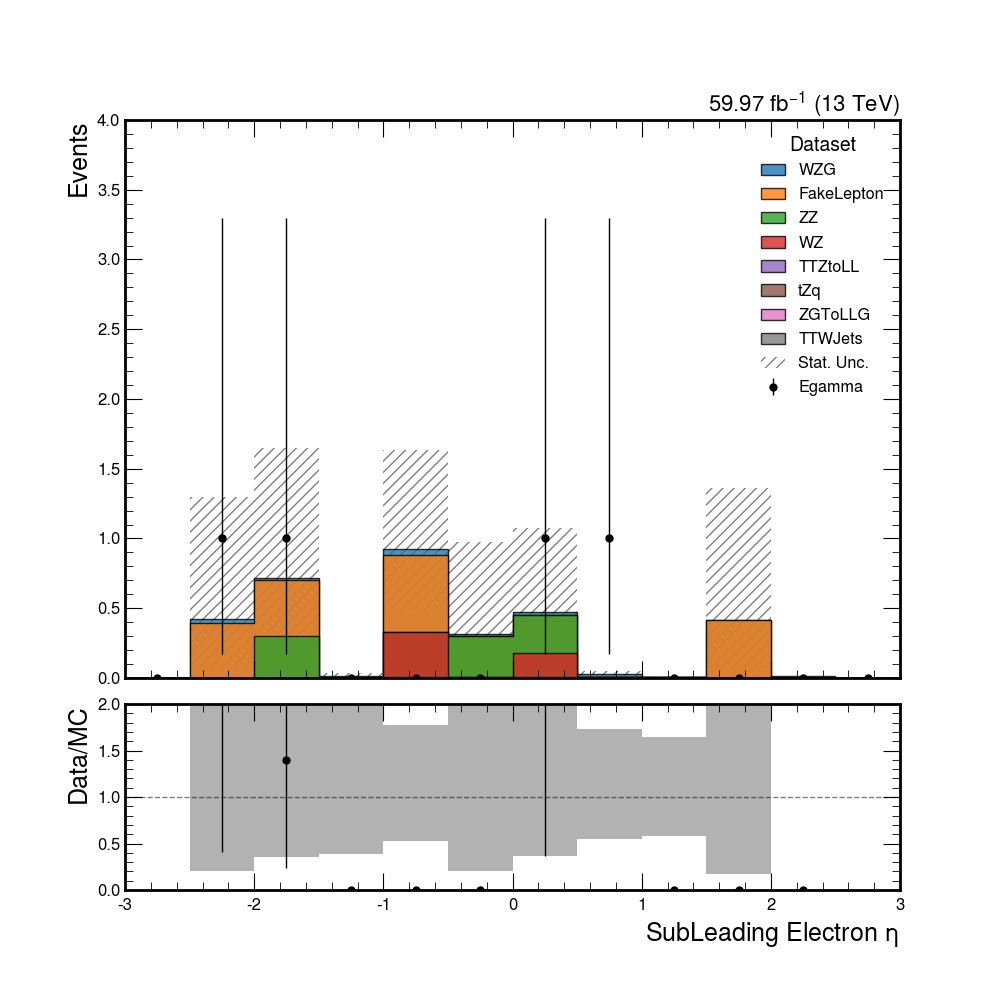 59.97 fb⁻¹ (13 TeV)
Events
4.0
3.5
3.0
2.5
2.0
1.5
1.0
0.5
0.0
Dataset
WZG
FakeLepton
ZZ
WZ
TTZtoLL
tZq
ZGToLLG
TTWJets
Stat. Unc.
Egamma
Data/MC
2.0
1.5
1.0
0.5
0.0
-3 -2 -1 0 1 2 3
SubLeading Electron η